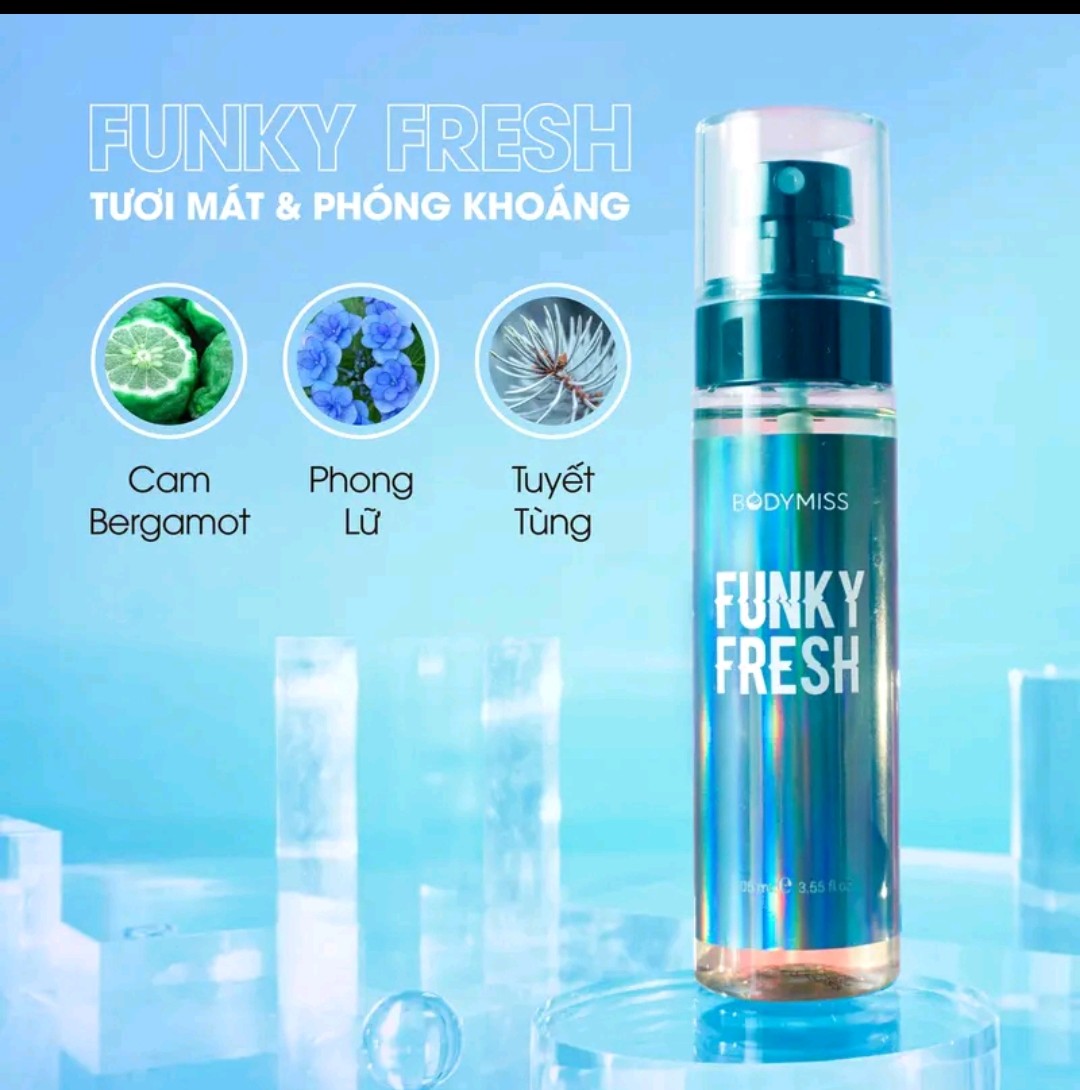 FUNKY FRESH
TƯƠI MÁT & PHÓNG KHOÁNG
Cam
Bergamot
Phong
Lữ
Tuyết
Tùng
BODYMISS
FUNKY
FRESH
3.55 fl oz